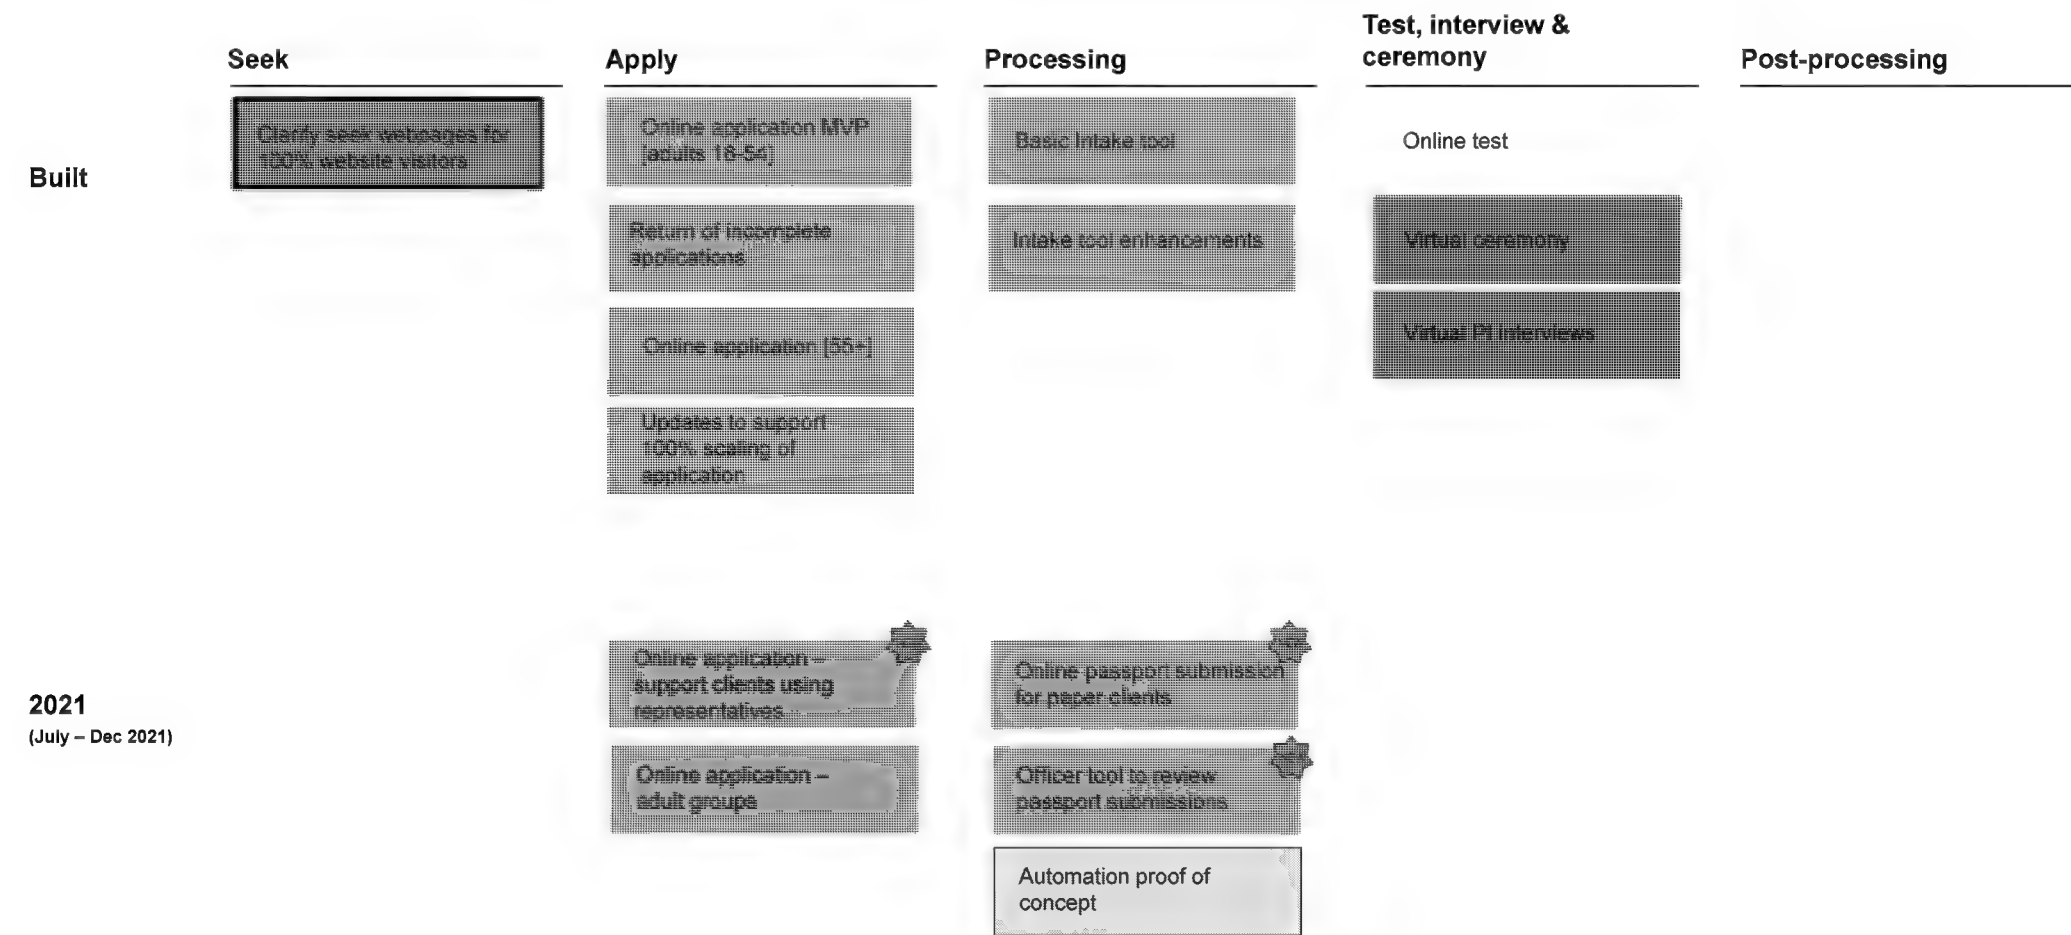 Seek
Apply
Processing
Test, interview &
ceremony
Post-processing
Built
Clarify seek webpages for
100% website visitors
Online application MVP
[adults 18-54]
Basic Intake tool
Online test
Return of incomplete
applications
Intake tool enhancements
Virtual ceremony
Online application [55+]
Virtual PI interviews
Updates to support
100% scaling of
application
2021
(July – Dec 2021)
Online application –
support clients using
representatives
Online passport submission
for paper clients
Online application –
adult groups
Officer tool to review
passport submissions
Automation proof of
concept